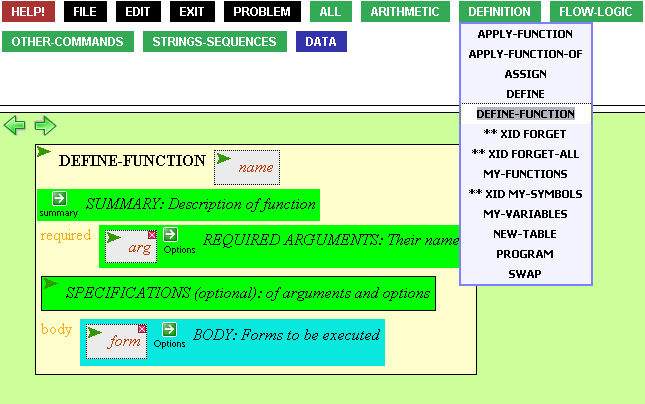 HELP! FILE EDIT EXIT PROBLEM ALL ARITHMETIC DEFINITION FLOW-LOGIC
OTHER-COMMANDS STRINGS-SEQUENCES DATA
APPLY-FUNCTION
APPLY-FUNCTION-OF
ASSIGN
DEFINE
DEFINE-FUNCTION
** XID FORGET
** XID FORGET-ALL
MY-FUNCTIONS
** XID MY-SYMBOLS
MY-VARIABLES
NEW-TABLE
PROGRAM
SWAP
DEFINE-FUNCTION name
summary SUMMARY: Description of function
required arg Options REQUIRED ARGUMENTS: Their name
SPECIFICATIONS (optional): of arguments and options
body form Options BODY: Forms to be executed